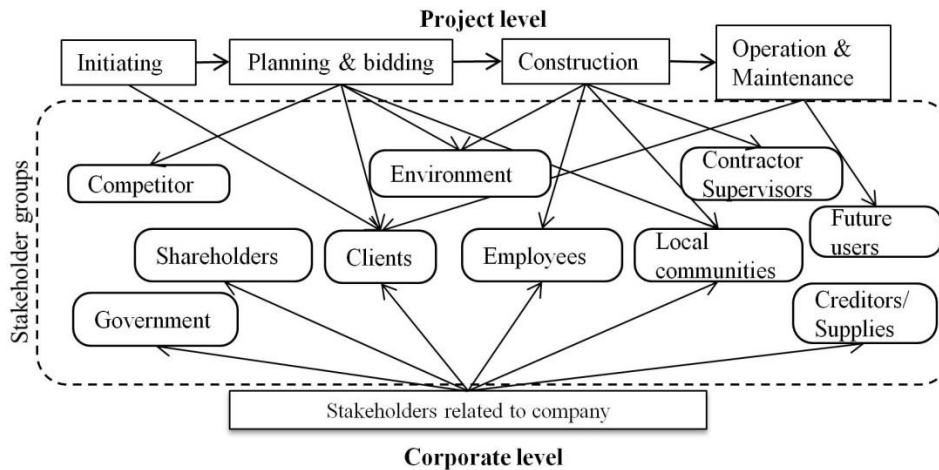 Project level
Initiating
Planning & bidding
Construction
Operation &
Maintenance
Stakeholder groups
Competitor
Environment
Contractor
Supervisors
Shareholders
Clients
Employees
Local
communities
Future
users
Government
Creditors/
Supplies
Stakeholders related to company
Corporate level